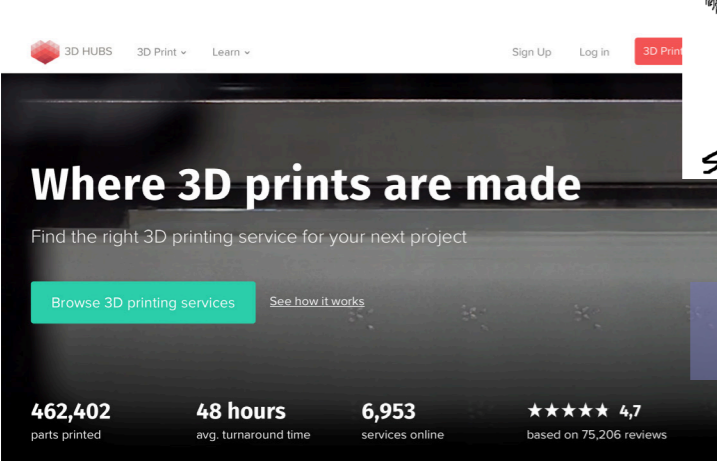 3D HUBS 3D Print Learn Sign Up Log in 3D Print
Where 3D prints are made
Find the right 3D printing service for your next project
Browse 3D printing services See how it works
462,402 48 hours 6,953 4,7
parts printed avg. turnaround time services online based on 75,206 reviews